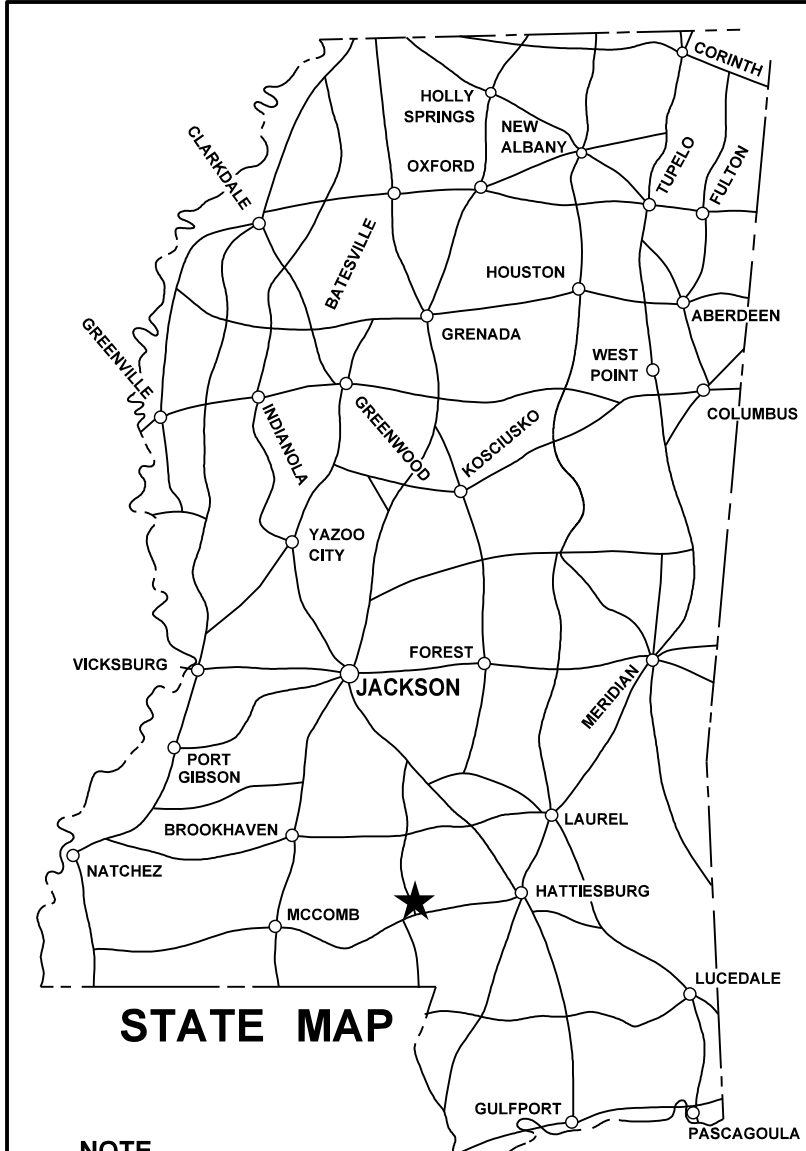 CORINTH
HOLLY
SPRINGS
NEW
ALBANY
CLARKDALE
OXFORD
TUPELO
FULTON
BATESVILLE
HOUSTON
ABERDEEN
GRENADA
GREENVILLE
WEST
POINT
COLUMBUS
INDIANOLA
GREENWOOD
KOSCIUSKO
YAZOO
CITY
VICKSBURG
FOREST
JACKSON
MERIDIAN
PORT
GIBSON
LAUREL
BROOKHAVEN
NATCHEZ
HATTIESBURG
MCCOMB
LUCEDALE
STATE MAP
GULFPORT
PASCAGOULA
NOTE